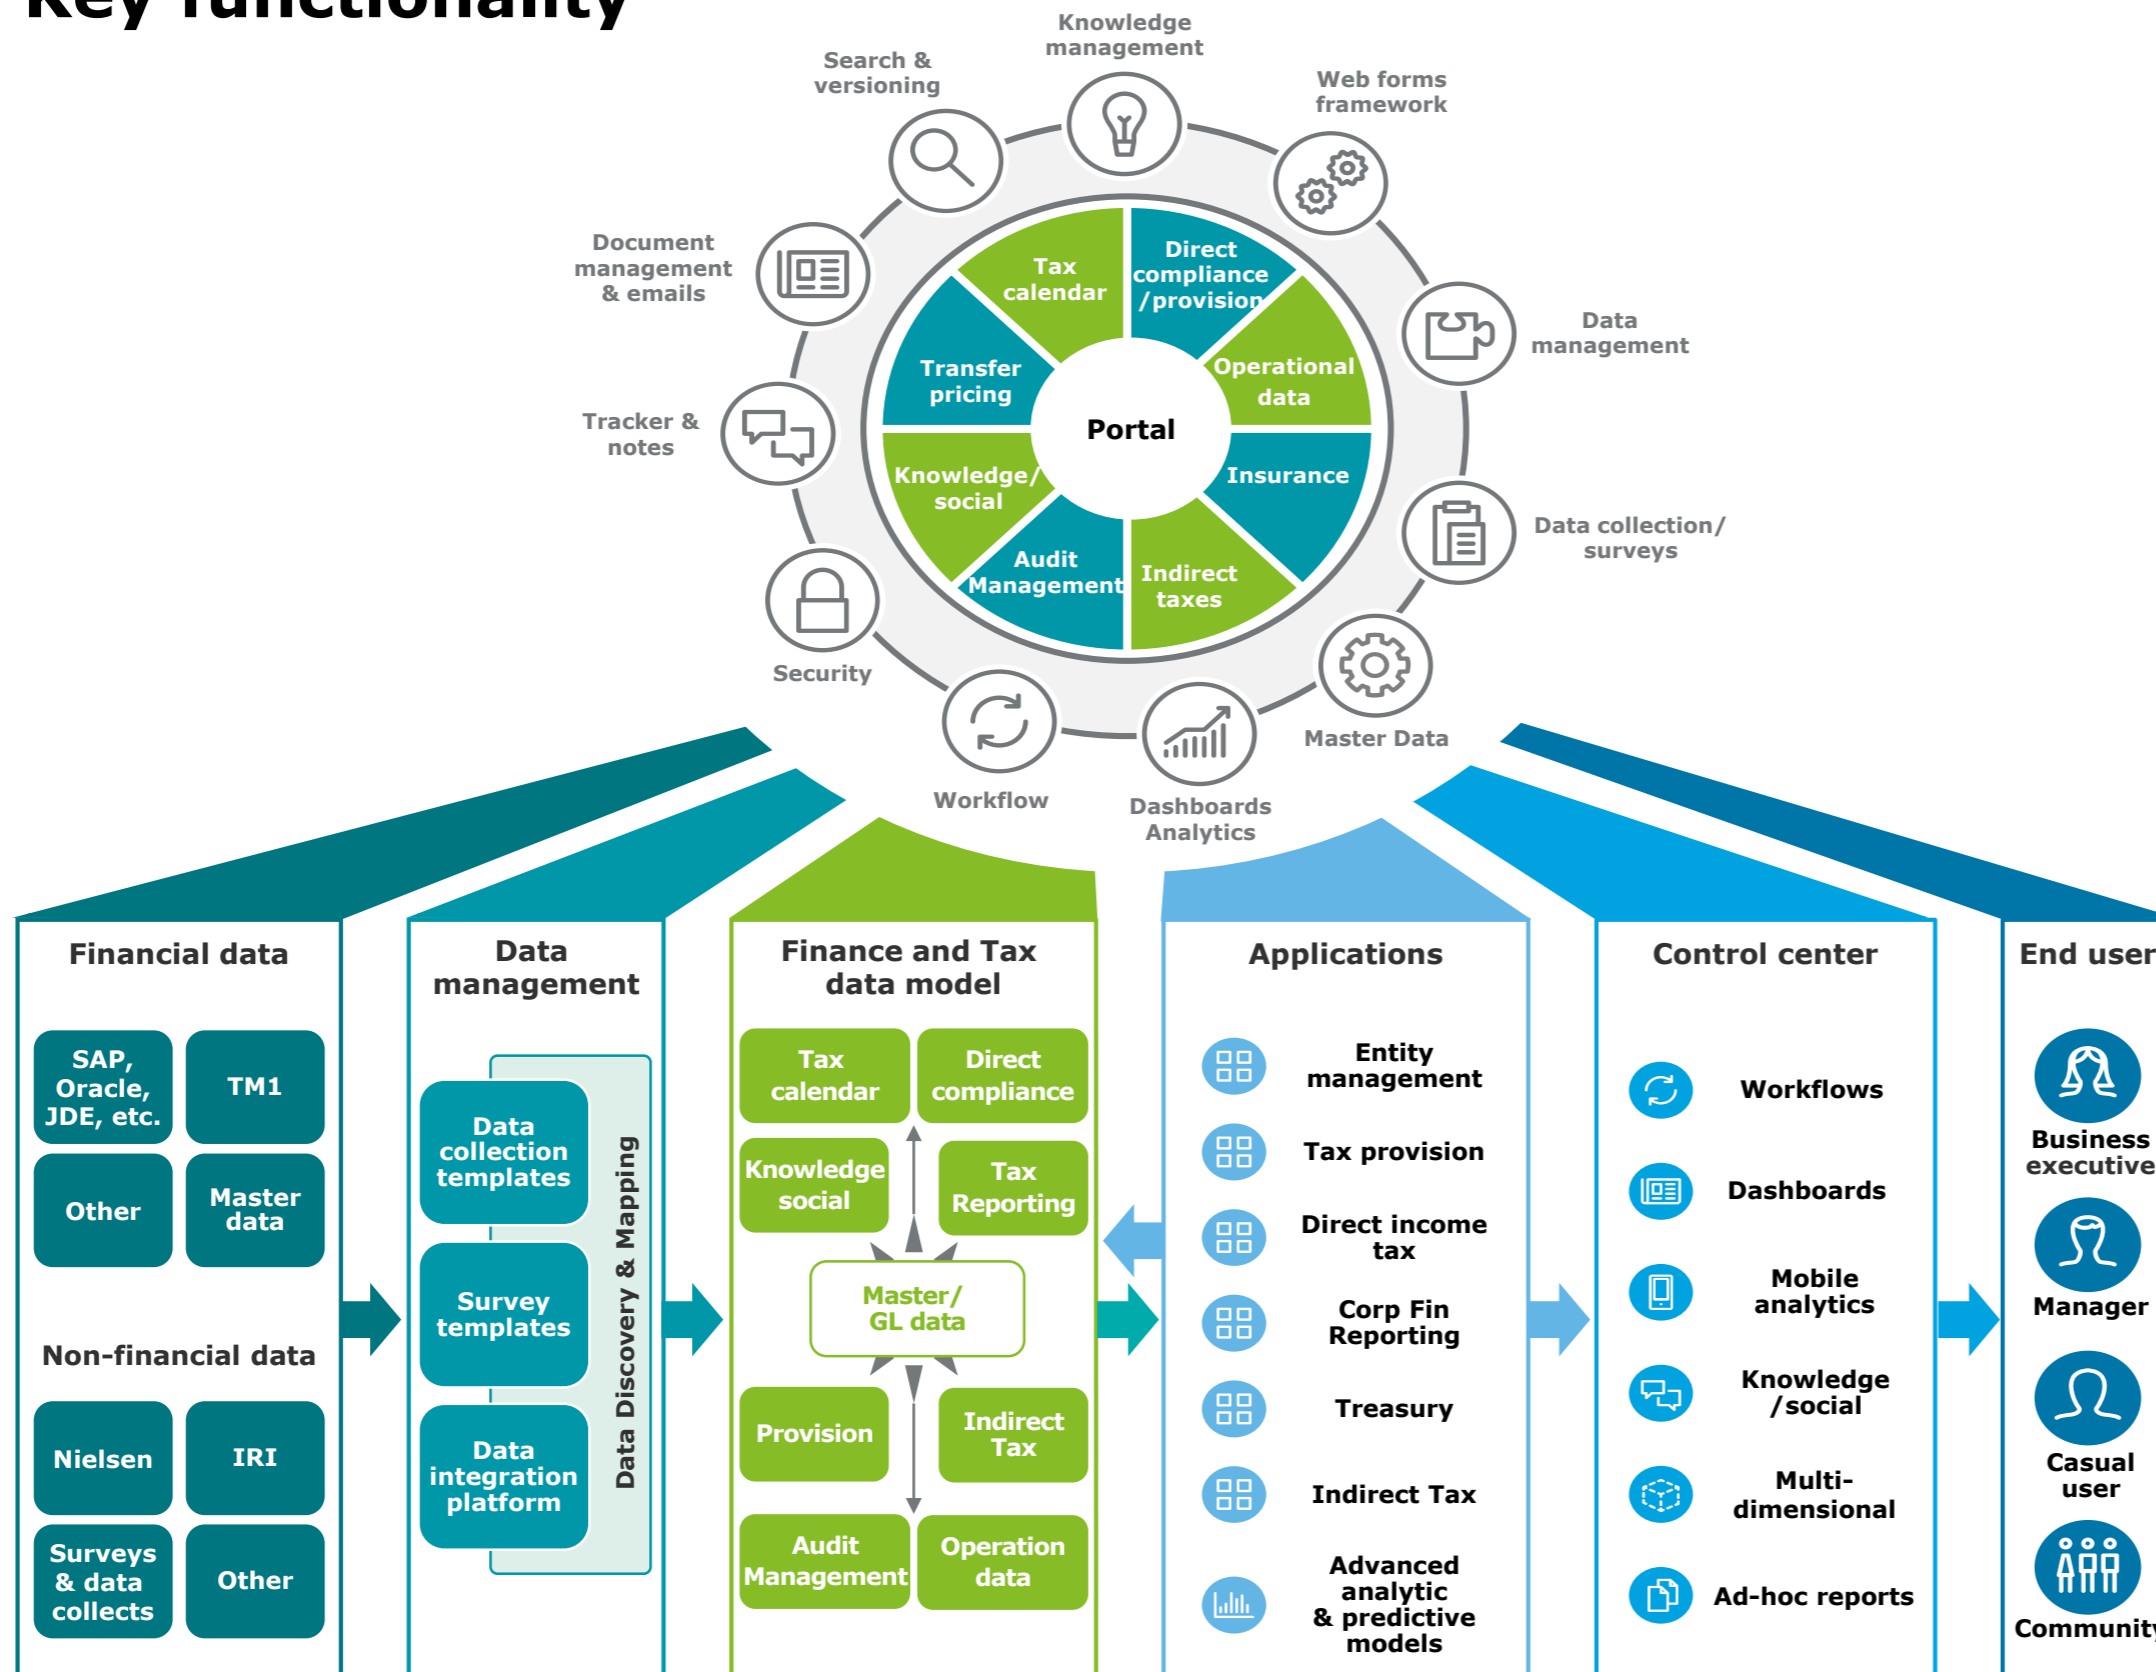 Key functionality
Knowledge
management
Search &
versioning
Web forms
framework
Document
management
& emails
Data
management
Tracker &
notes
Data collection/
surveys
Security
Master Data
Workflow
Dashboards
Analytics
Tax
calendar
Direct
compliance
/provision
Transfer
pricing
Operational
data
Portal
Knowledge/
social
Insurance
Audit
Management
Indirect
taxes
Financial data
SAP,
Oracle,
JDE, etc.
TM1
Other
Master
data
Non-financial data
Nielsen
IRI
Surveys
& data
collects
Other
Data
management
Data
collection
templates
Survey
templates
Data
integration
platform
Data Discovery & Mapping
Finance and Tax
data model
Tax
calendar
Direct
compliance
Knowledge
social
Tax
Reporting
Master/
GL data
Provision
Indirect
Tax
Audit
Management
Operation
data
Applications
Entity
management
Tax provision
Direct income
tax
Corp Fin
Reporting
Treasury
Indirect Tax
Advanced
analytic
& predictive
models
Control center
Workflows
Dashboards
Mobile
analytics
Knowledge
/social
Multi-
dimensional
Ad-hoc reports
End user
Business
executive
Manager
Casual
user
Community